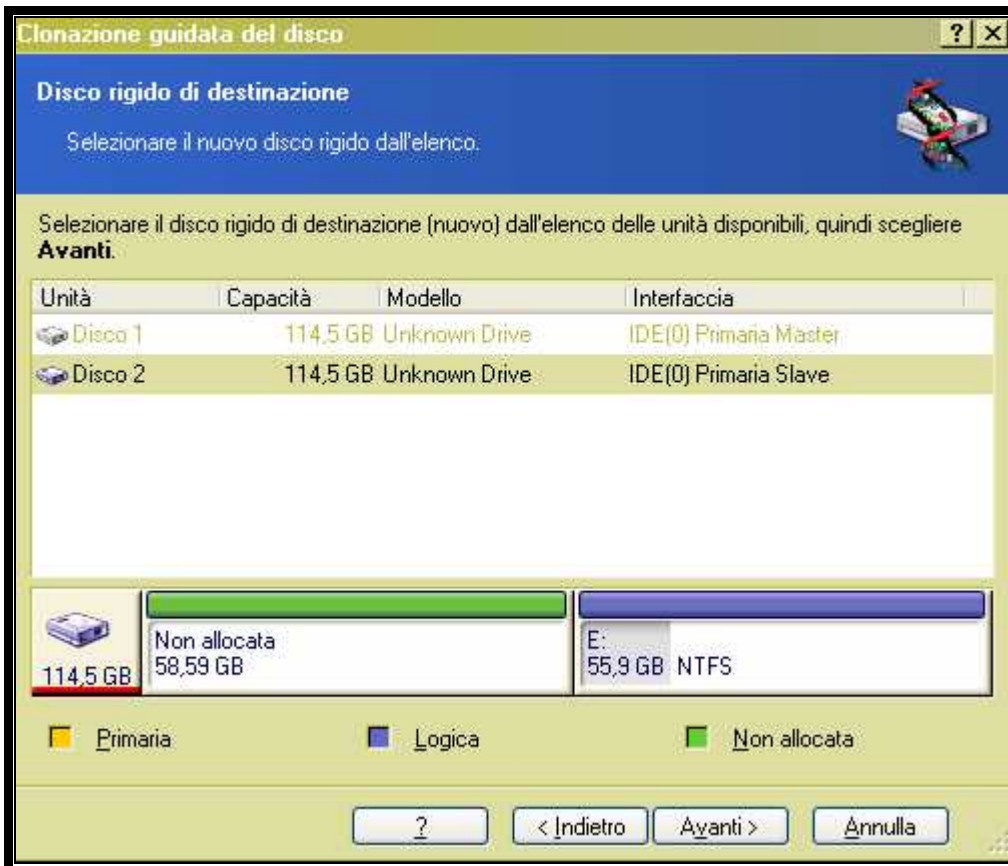 Clonazione guidata del disco
Disco rigido di destinazione
Selezionare il nuovo disco rigido dall'elenco.
Selezionare il disco rigido di destinazione (nuovo) dall'elenco delle unità disponibili, quindi scegliere
Avanti.
Unità Capacità Modello Interfaccia
Disco 1 114,5 GB Unknown Drive IDE(0) Primaria Master
Disco 2 114,5 GB Unknown Drive IDE(0) Primaria Slave
114,5 GB
Non allocata
58,59 GB
E:
55,9 GB NTFS
Primaria Logica Non allocata
? < Indietro Avanti > Annulla